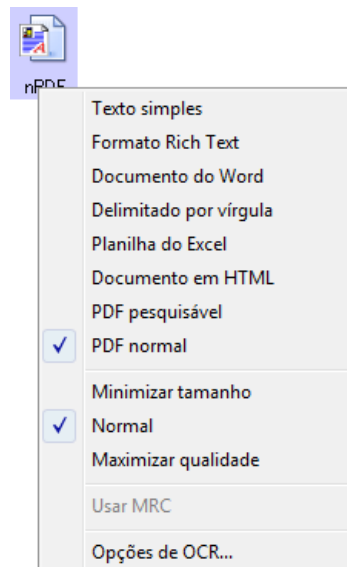 nPDF
Texto simples
Formato Rich Text
Documento do Word
Delimitado por vírgula
Planilha do Excel
Documento em HTML
PDF pesquisável
PDF normal
Minimizar tamanho
Normal
Maximizar qualidade
Usar MRC
Opções de OCR...